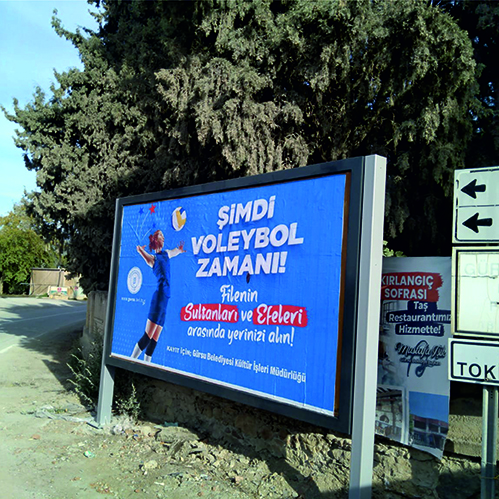 ŞİMDİ
VOLEYBOL
ZAMANI!
Filenin
Sultanları ve Efeleri
arasında yerinizi alın!
KAYIT İÇİN: Gürsu Belediyesi Kültür İşleri Müdürlüğü
KIRLANGIÇ
SOFRASI
Taş
Restaurantımız
Hizmette!
TOK